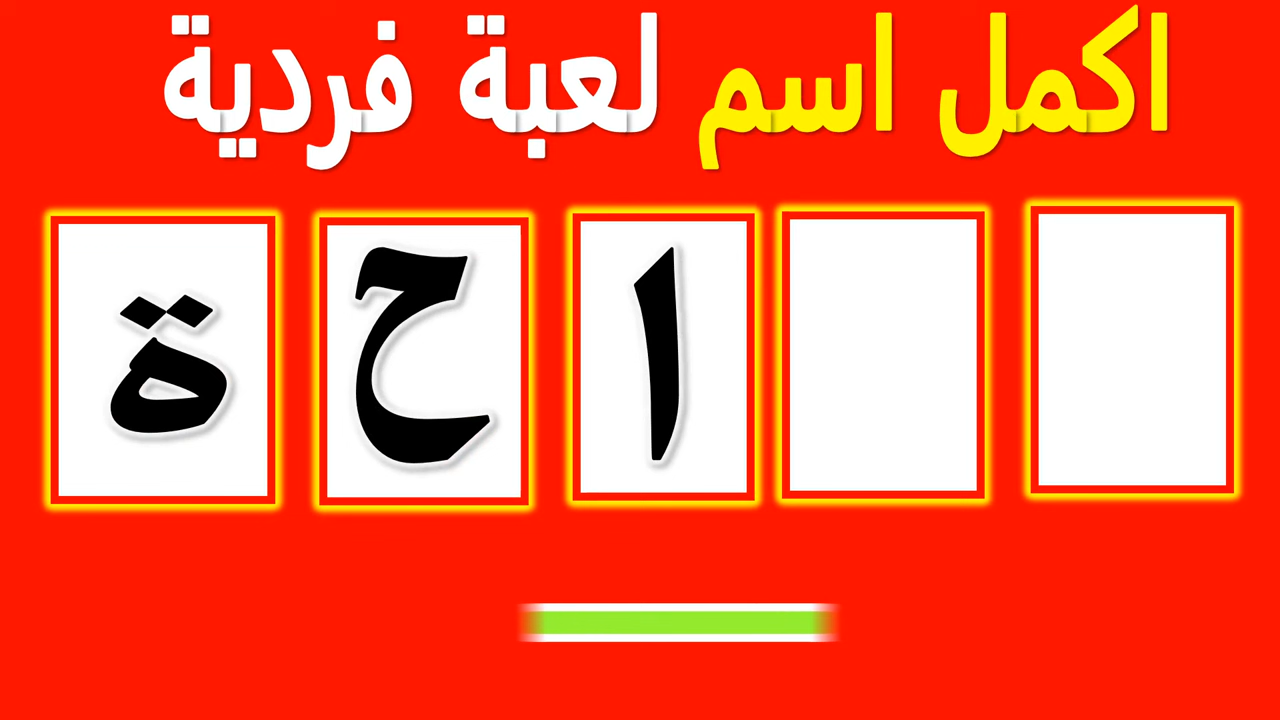 اكمل اسم لعبة فردية
ا ح ة